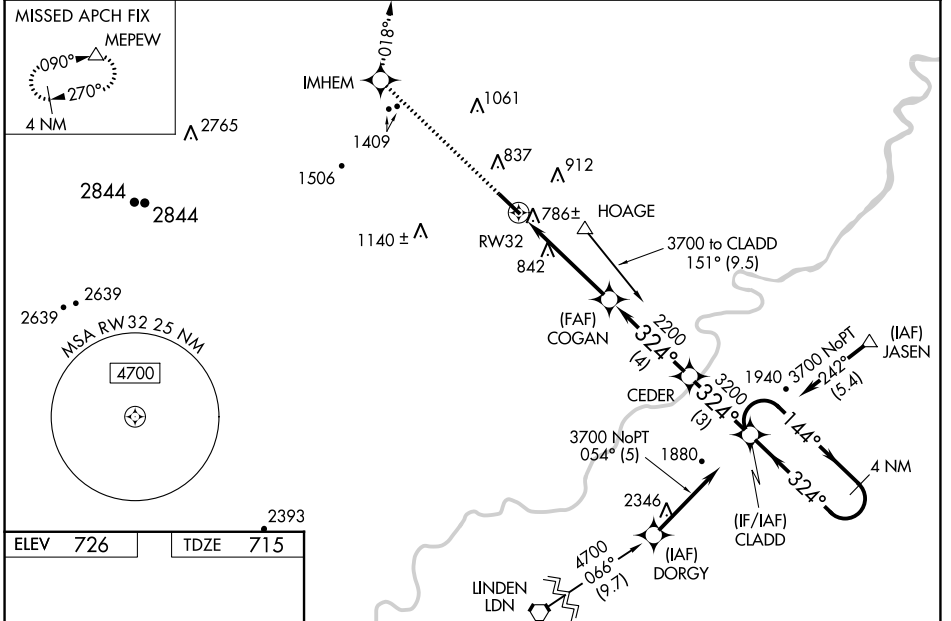 MISSED APCH FIX
MEPEW
090°
270°
4 NM
2765
018°
IMHEM
1061
1409
837
1506
912
2844
2844
786±
HOAGE
1140 ±
RW32
842
3700 to CLADD
151° (9.5)
2639
2639
(FAF)
COGAN
2200
324°
(4)
MSA RW32 25 NM
4700
(IAF)
JASEN
1940
3700 NoPT
242°
(5.4)
CEDER
3200
324°
(3)
144°
3700 NoPT
054° (5)
1880
4 NM
324°
2346
(IF/IAF)
CLADD
2393
ELEV 726
TDZE 715
(IAF)
DORGY
4700
066°
(9.7)
LINDEN
LDN